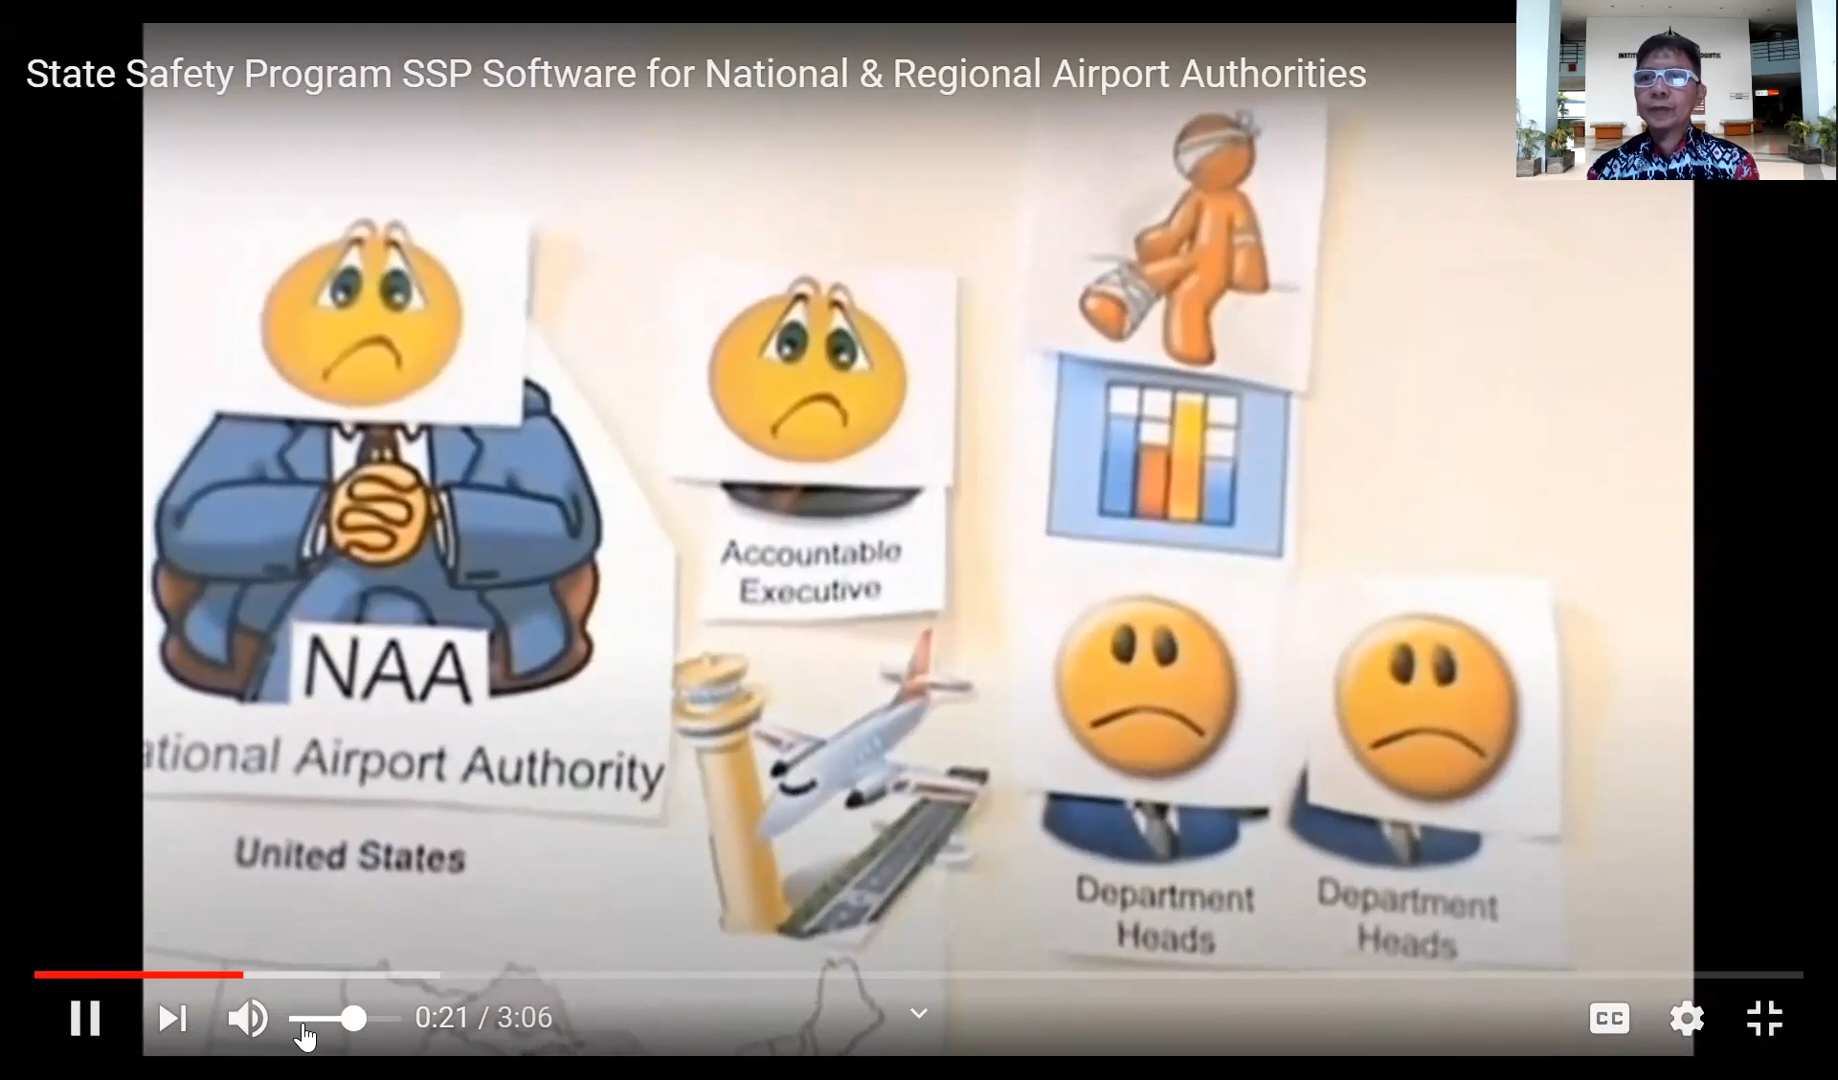 State Safety Program SSP Software for National & Regional Airport Authorities
Accountable
Executive
NAA
ational Airport Authority
United States
Department
Heads
Department
Heads
0:21 / 3:06
CC